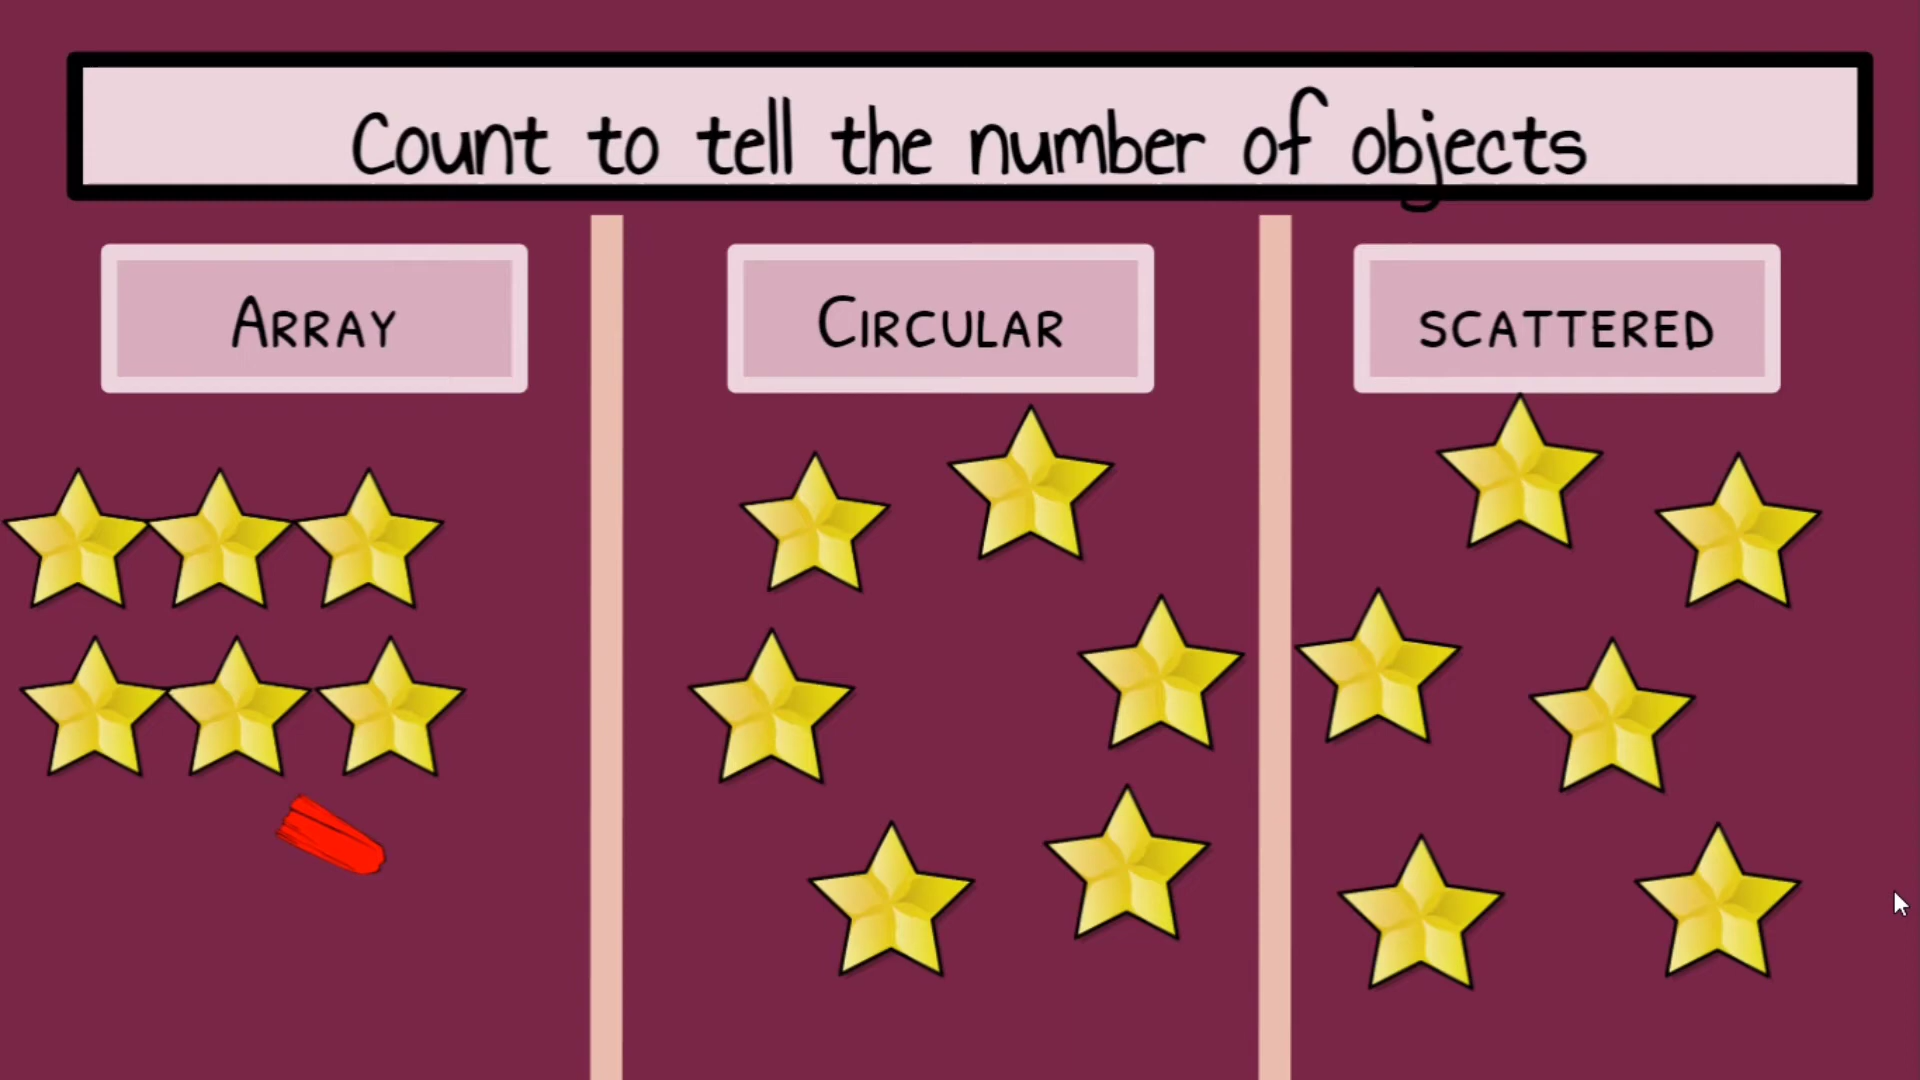 Count to tell the number of objects
ARRAY
CIRCULAR
SCATTERED